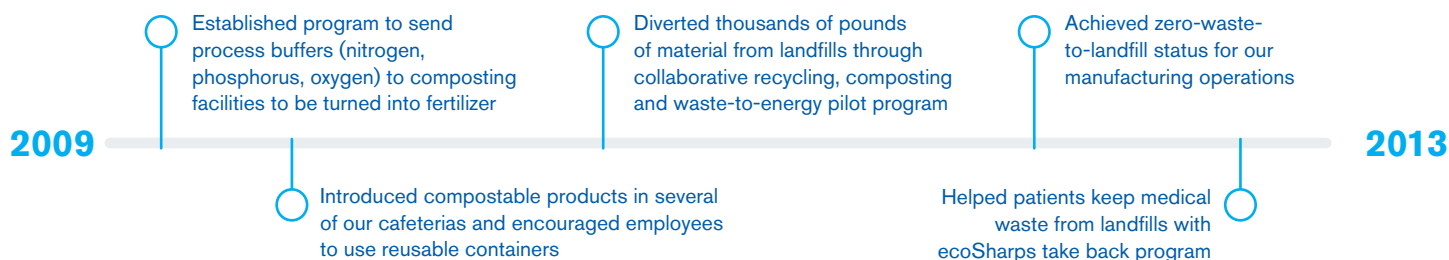 Established program to send
process buffers (nitrogen,
phosphorus, oxygen) to composting
facilities to be turned into fertilizer
Diverted thousands of pounds
of material from landfills through
collaborative recycling, composting
and waste-to-energy pilot program
Achieved zero-waste-
to-landfill status for our
manufacturing operations
2009
2013
Introduced compostable products in several
of our cafeterias and encouraged employees
to use reusable containers
Helped patients keep medical
waste from landfills with
ecoSharps take back program